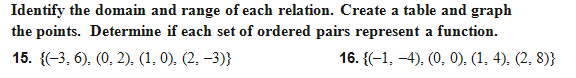 Identify the domain and range of each relation. Create a table and graph
the points. Determine if each set of ordered pairs represent a function.
15. {(–3, 6), (0, 2), (1, 0), (2, –3)} 16. {(–1, –4), (0, 0), (1, 4), (2, 8)}